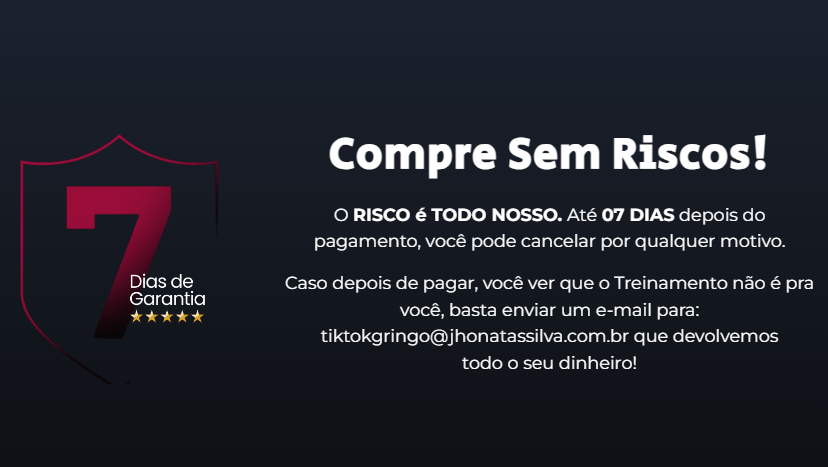 Compre Sem Riscos!
O RISCO é TODO NOSSO. Até 07 DIAS depois do
pagamento, você pode cancelar por qualquer motivo.
7
Dias de
Garantia
Caso depois de pagar, você ver que o Treinamento não é pra
você, basta enviar um e-mail para:
tiktokgringo@jhonatassilva.com.br que devolvemos
todo o seu dinheiro!